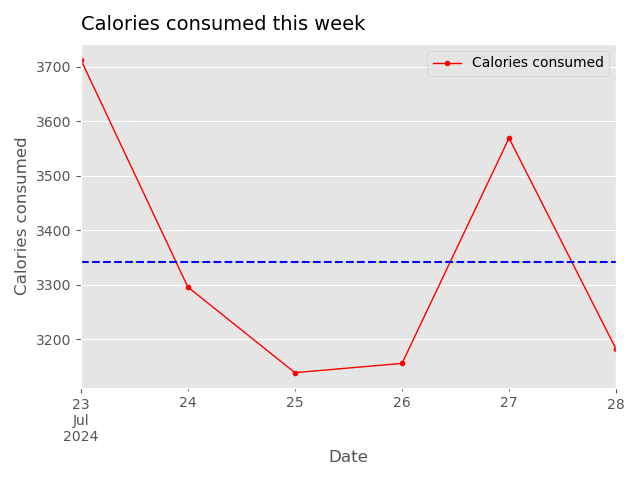 Calories consumed this week
Calories consumed
3700
3600
3500
3400
3300
3200
Calories consumed
23
Jul
2024
24
25
26
27
28
Date